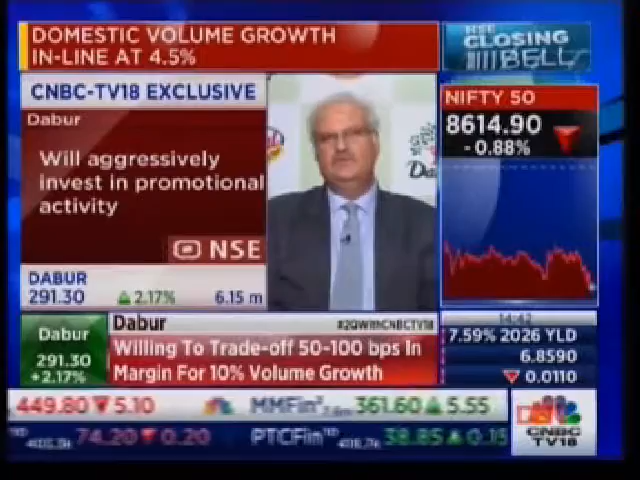 DOMESTIC VOLUME GROWTH
IN-LINE AT 4.5%
NSE
CLOSING
BELL
CNBC-TV18 EXCLUSIVE
Dabur
Will aggressively
invest in promotional
activity
NSE
DABUR
291.30 2.17% 6.15 m
NIFTY 50
8614.90
-0.88%
Dabur
291.30
+2.17%
Dabur #2QWithCNBCTV18
Willing To Trade-off 50-100 bps In
Margin For 10% Volume Growth
14:42
7.59% 2026 YLD
6.8590
0.0110
449.80 5.10 MMFin 361.60 5.55
74.20 0.20 PTCFin 38.85 0.15
CNBC
TV18